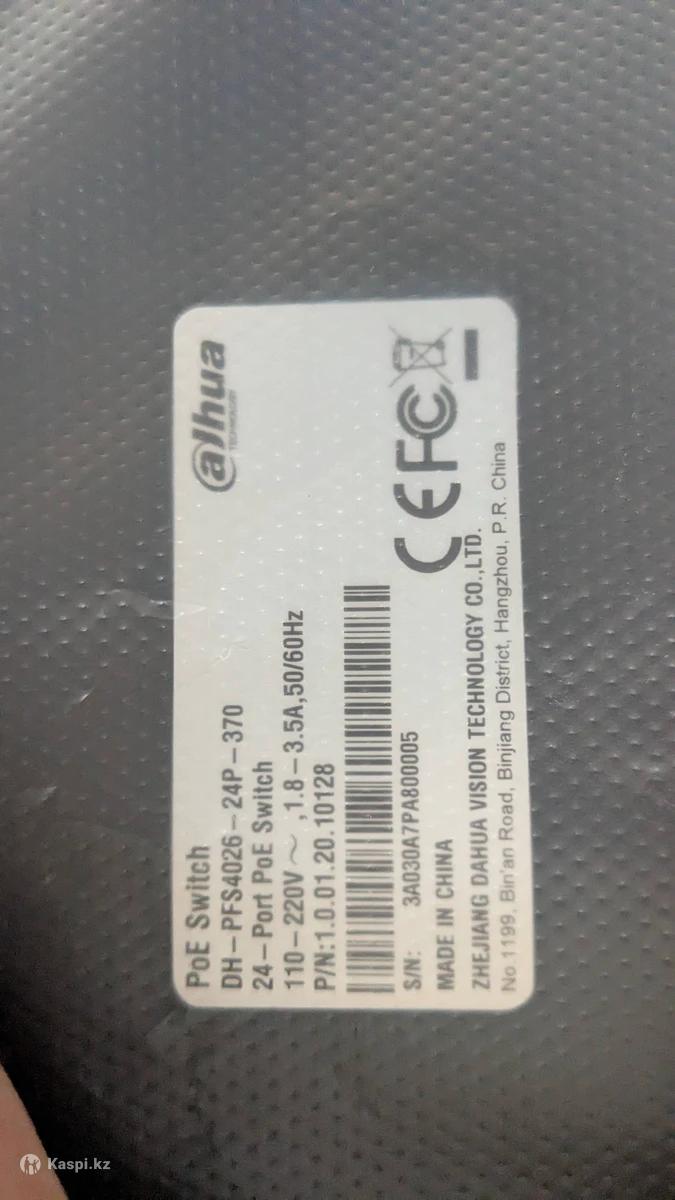 alhua
TECHNOLOGY
PoE Switch
DH-PFS4026-24P-370
24-Port PoE Switch
110-220V~ ,1.8-3.5A,50/60Hz
P/N:1.0.01.20.10128
S/N: 3A030A7PA800005
CE FC
MADE IN CHINA
ZHEJIANG DAHUA VISION TECHNOLOGY CO.,LTD.
No.1199, Bin'an Road, Binjiang District, Hangzhou, P.R. China
Kaspi.kz